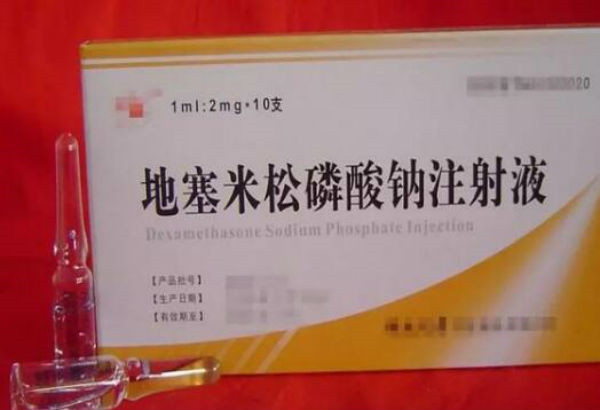 1ml:2mg*10支
地塞米松磷酸钠注射液
Dexamethasone Sodium Phosphate Injection
【产品批号】
【生产日期】
【有效期至】